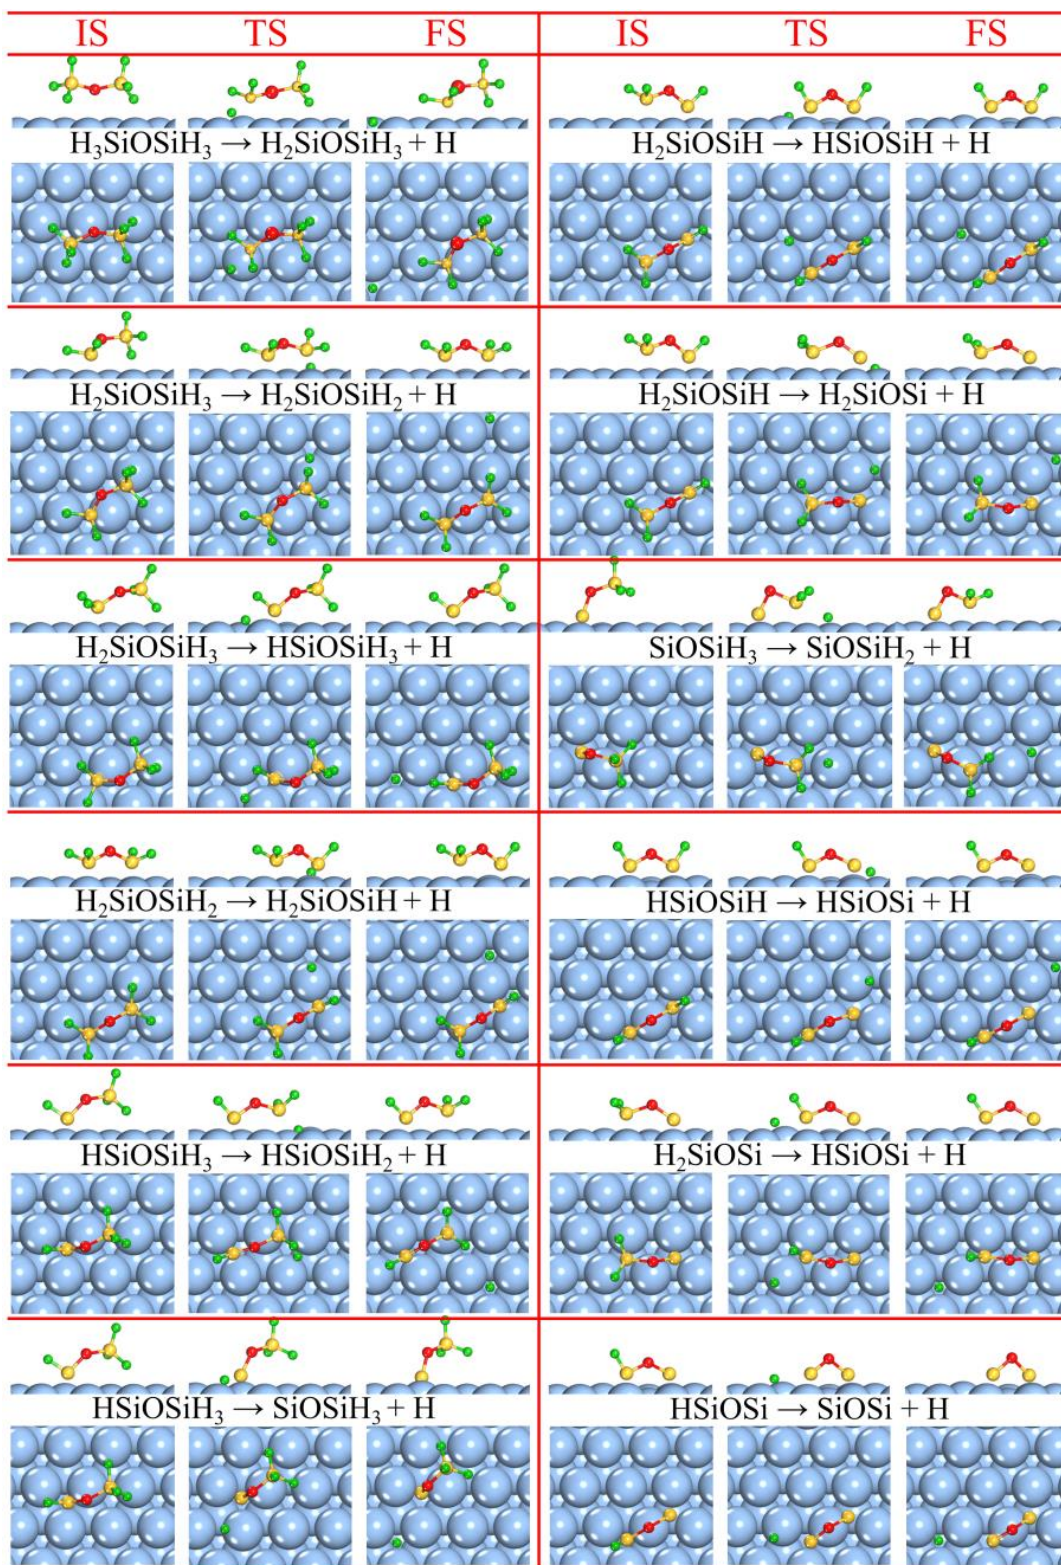 IS TS FS IS TS FS
H₃SiOSiH₃ → H₂SiOSiH₃ + H
H₂SiOSiH → HSiOSiH + H
H₂SiOSiH₃ → H₂SiOSiH₂ + H
H₂SiOSiH → H₂SiOSi + H
H₂SiOSiH₃ → HSiOSiH₃ + H
SiOSiH₃ → SiOSiH₂ + H
H₂SiOSiH₂ → H₂SiOSiH + H
HSiOSiH → HSiOSi + H
HSiOSiH₃ → HSiOSiH₂ + H
H₂SiOSi → HSiOSi + H
HSiOSiH₃ → SiOSiH₃ + H
HSiOSi → SiOSi + H